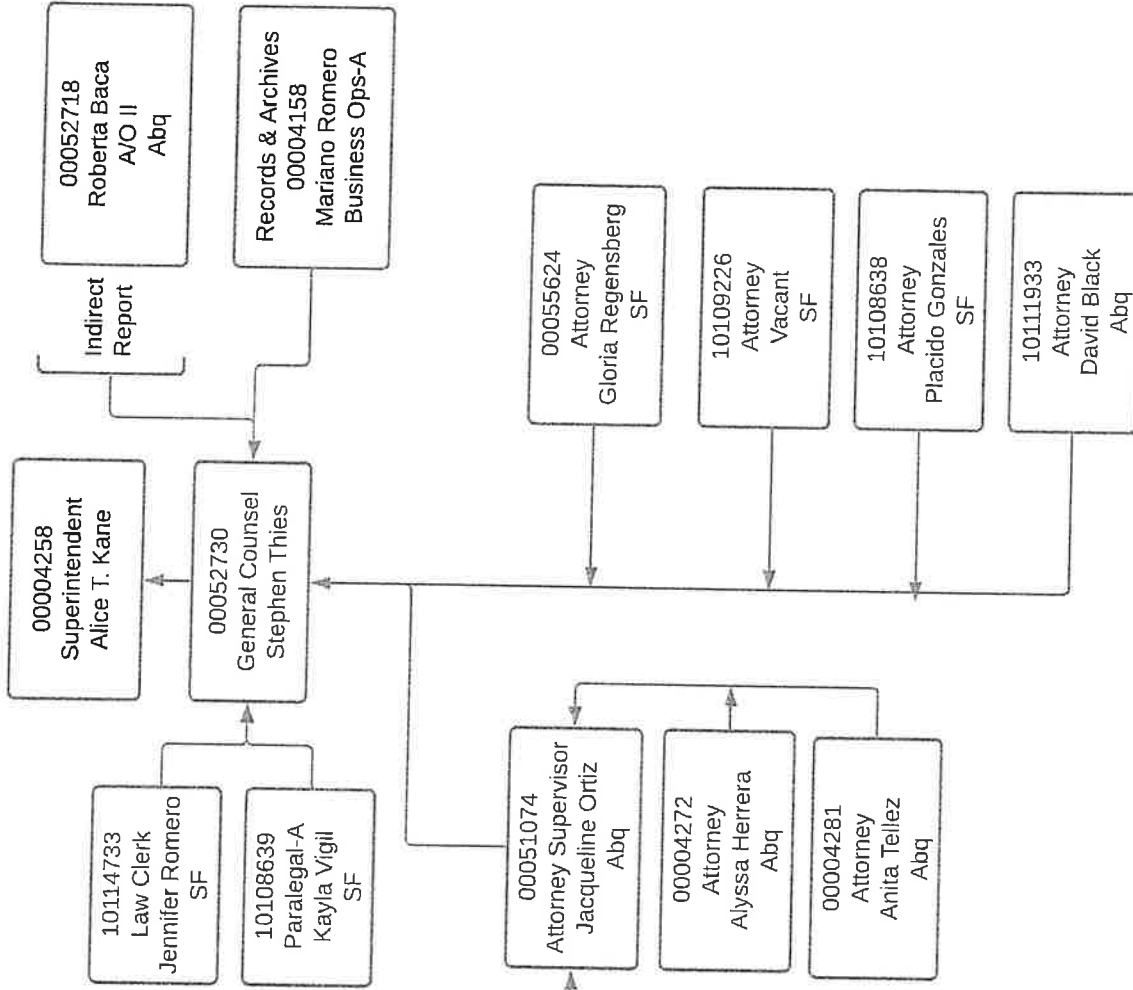 00004258
Superintendent
Alice T. Kane
00052730
General Counsel
Stephen Thies
10114733
Law Clerk
Jennifer Romero
SF
10108639
Paralegal-A
Kayla Vigil
SF
Indirect
Report
00052718
Roberta Baca
A/O II
Abq
Records & Archives
00004158
Mariano Romero
Business Ops-A
00051074
Attorney Supervisor
Jacqueline Ortiz
Abq
00004272
Attorney
Alyssa Herrera
Abq
00004281
Attorney
Anita Tellez
Abq
00055624
Attorney
Gloria Regensberg
SF
10109226
Attorney
Vacant
SF
10108638
Attorney
Placido Gonzales
SF
10111933
Attorney
David Black
Abq